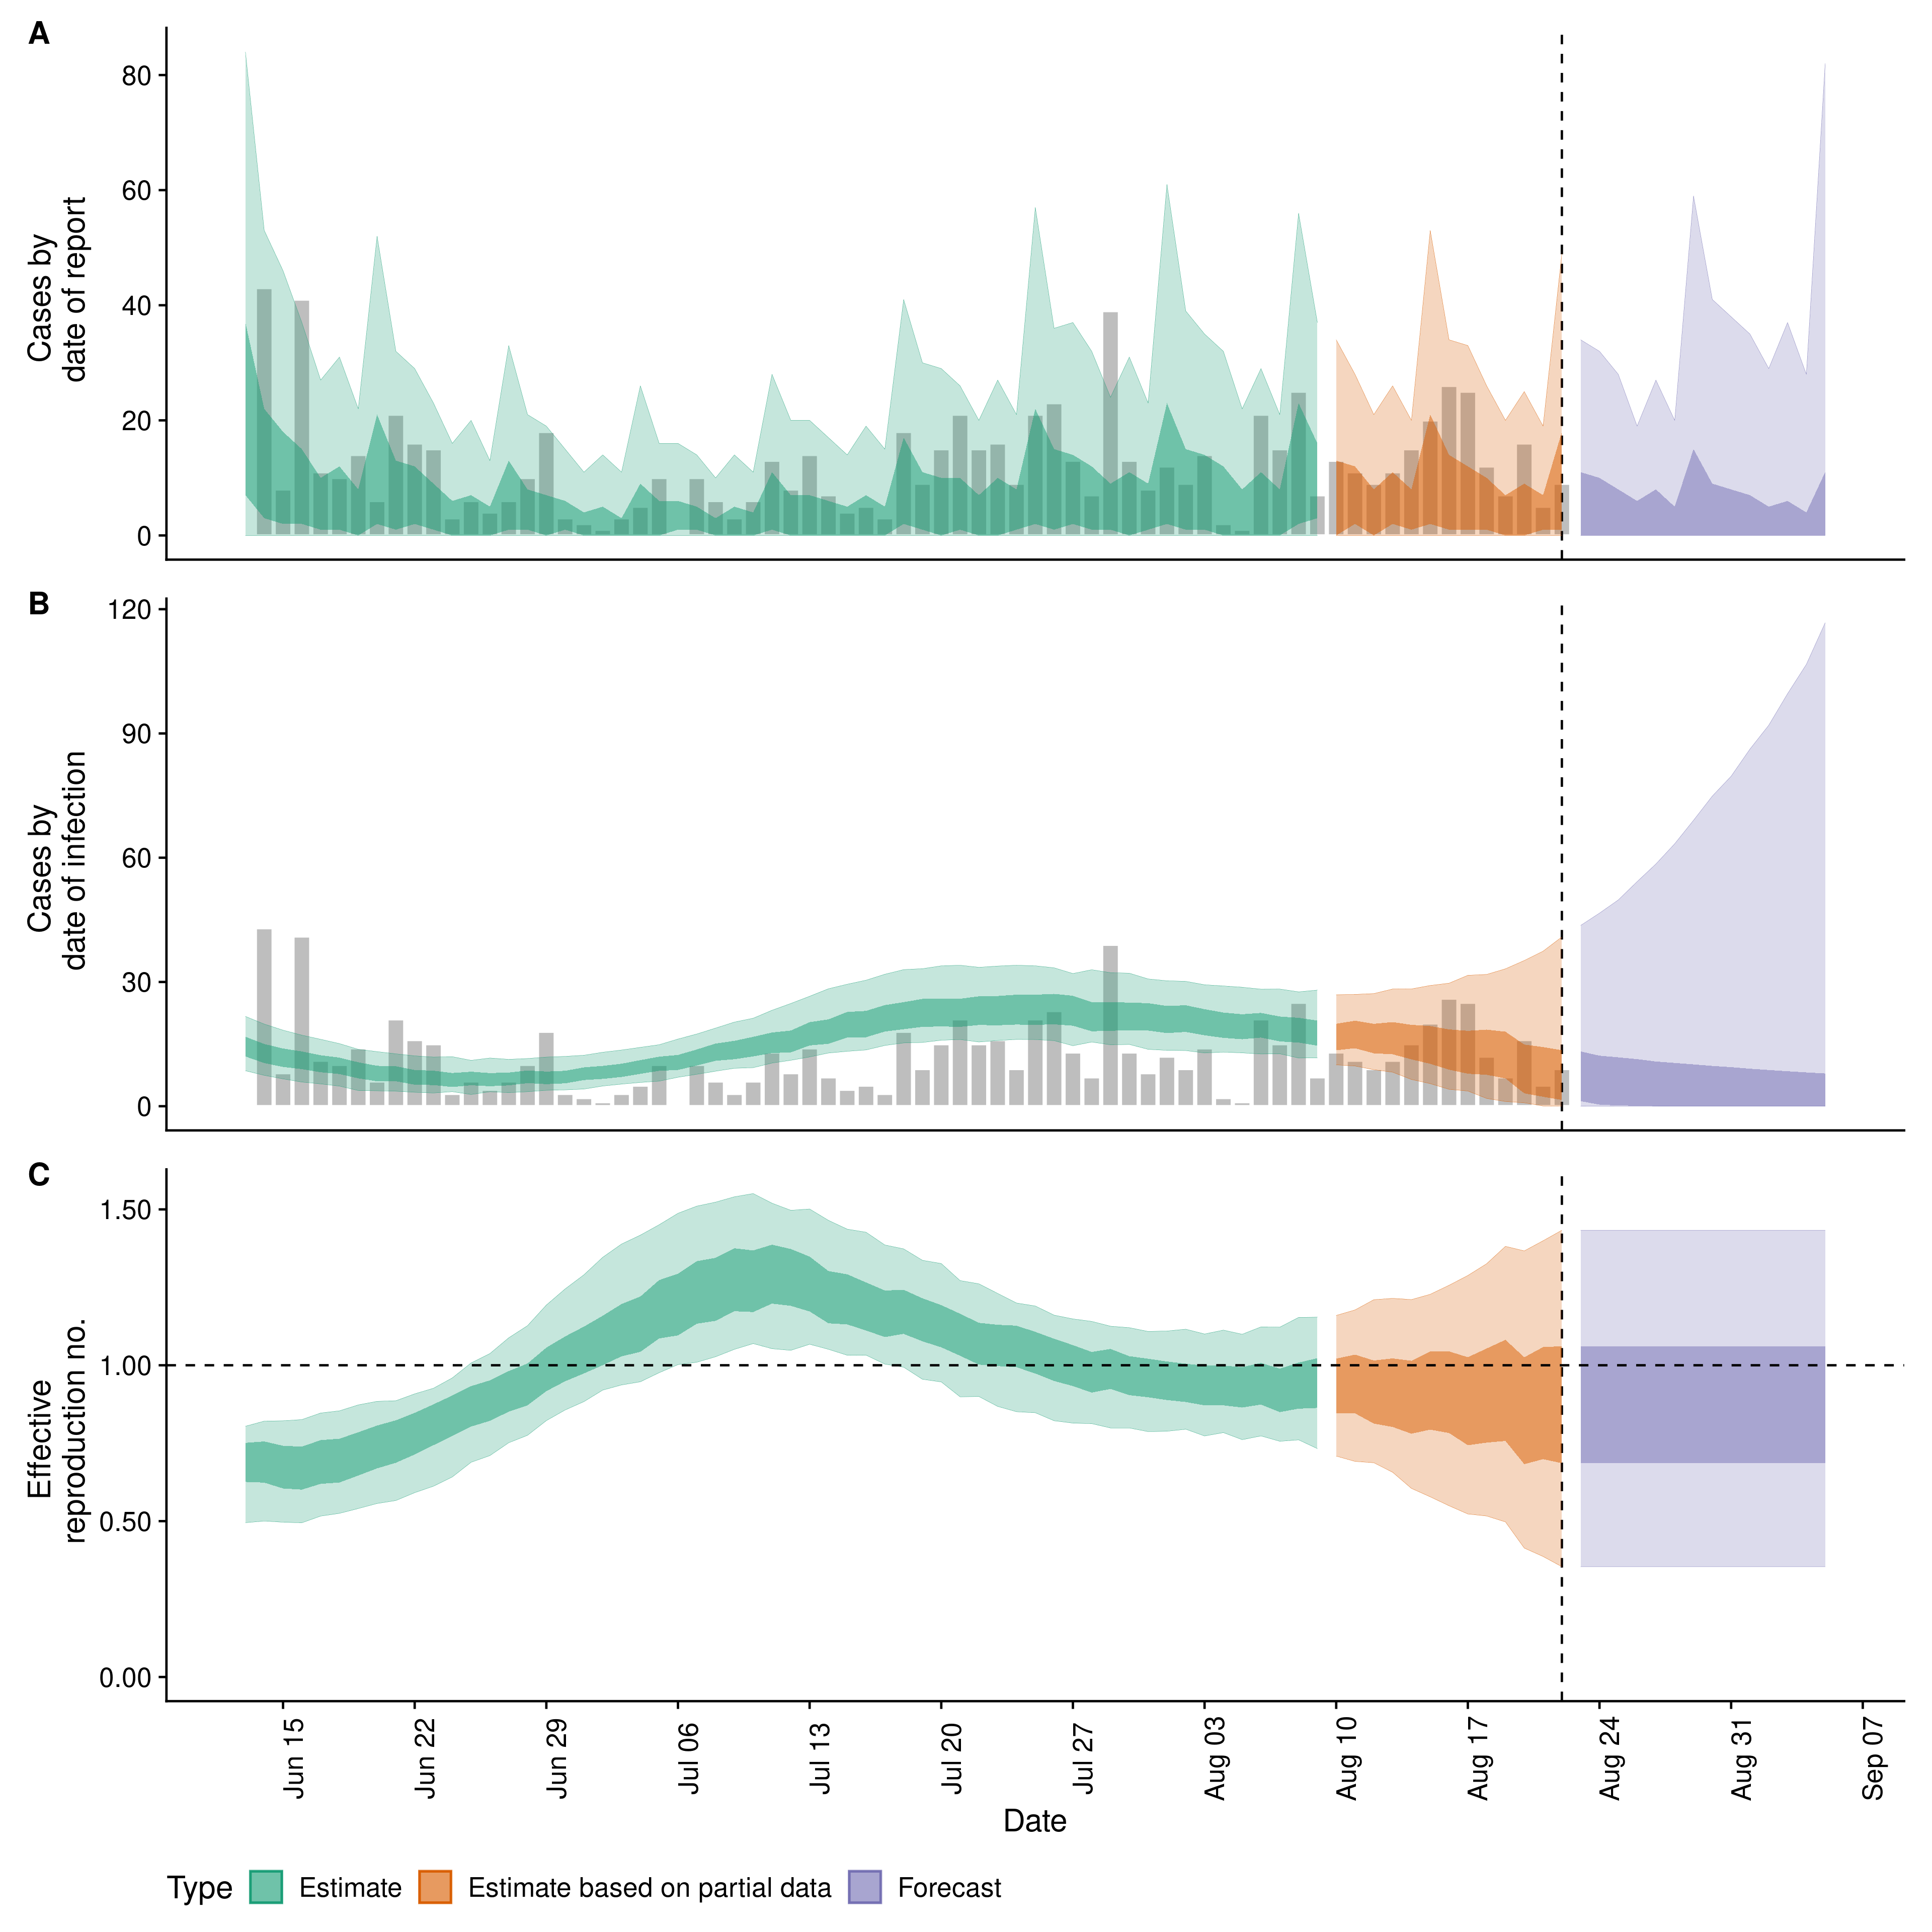 A
80
60
40
20
0
Cases by
date of report
B
120
90
60
30
0
Cases by
date of infection
C
1.50
1.00
0.50
0.00
Effective
reproduction no.
Jun 15
Jun 22
Jun 29
Jul 06
Jul 13
Jul 20
Jul 27
Aug 03
Aug 10
Aug 17
Aug 24
Aug 31
Sep 07
Date
Type Estimate Estimate based on partial data Forecast